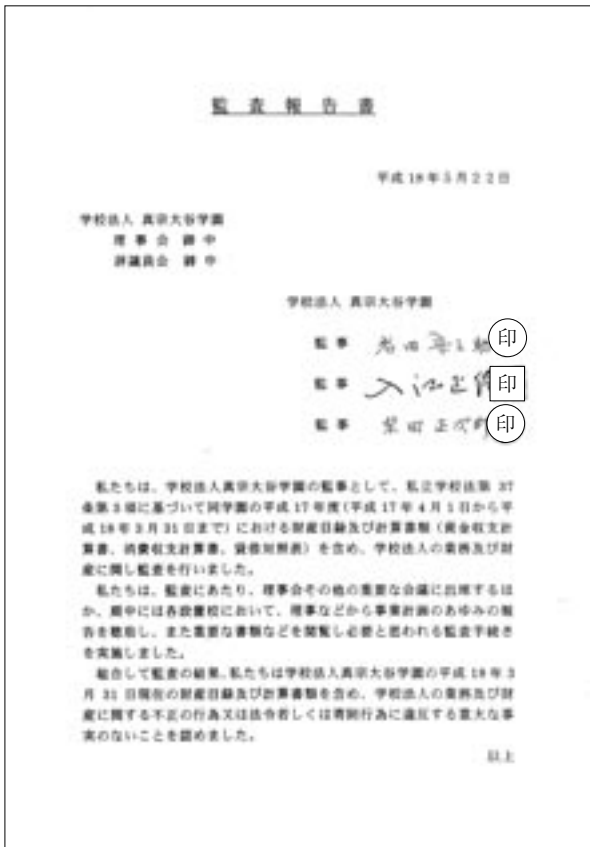 監査報告書
平成18年5月22日
学校法人 真宗大谷学園
理事会 御中
評議員会 御中
学校法人 真宗大谷学園
監事 印
監事 入江正信 印
監事 柴田正次郎 印
私たちは、学校法人真宗大谷学園の監事として、私立学校法第37
条第3項に基づいて同学園の平成17年度(平成17年4月1日から平
成18年3月31日まで)における財産目録及び計算書類(資金収支計
算書、消費収支計算書、貸借対照表)を含め、学校法人の業務及び財
産に関し監査を行いました。
私たちは、監査にあたり、理事会その他の重要な会議に出席するほ
か、期中には各設置校において、理事などから事業計画のあゆみの報
告を聴取し、また重要な書類などを閲覧し必要と思われる監査手続き
を実施しました。
総合して監査の結果、私たちは学校法人真宗大谷学園の平成18年3
月31日現在の財産目録及び計算書類を含め、学校法人の業務及び財
産に関する不正の行為又は法令若しくは寄附行為に違反する重大な事
実のないことを認めました。
以上